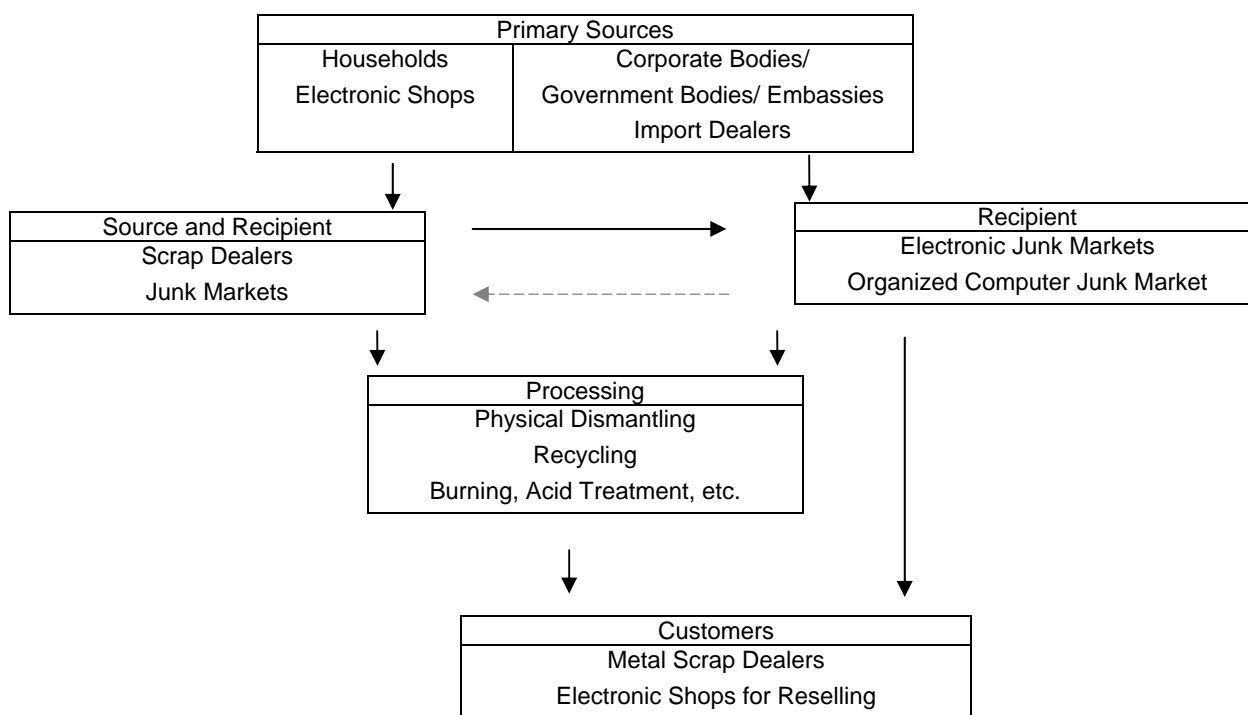 Primary Sources
Households
Electronic Shops
Corporate Bodies/
Government Bodies/ Embassies
Import Dealers
Source and Recipient
Scrap Dealers
Junk Markets
Recipient
Electronic Junk Markets
Organized Computer Junk Market
Processing
Physical Dismantling
Recycling
Burning, Acid Treatment, etc.
Customers
Metal Scrap Dealers
Electronic Shops for Reselling